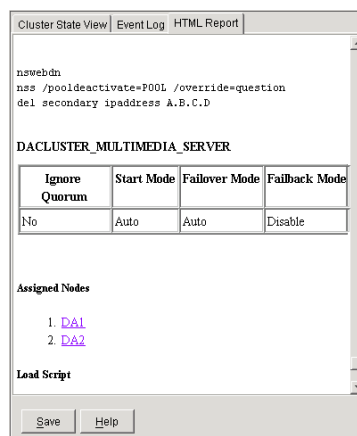 Cluster State View Event Log HTML Report
nswebdn
nss /pooldeactivate=POOL /override=question
del secondary ipaddress A.B.C.D
DACLUSTER_MULTIMEDIA_SERVER
Ignore Quorum Start Mode Failover Mode Failback Mode
No Auto Auto Disable
Assigned Nodes
1. DA1
2. DA2
Load Script
Save Help